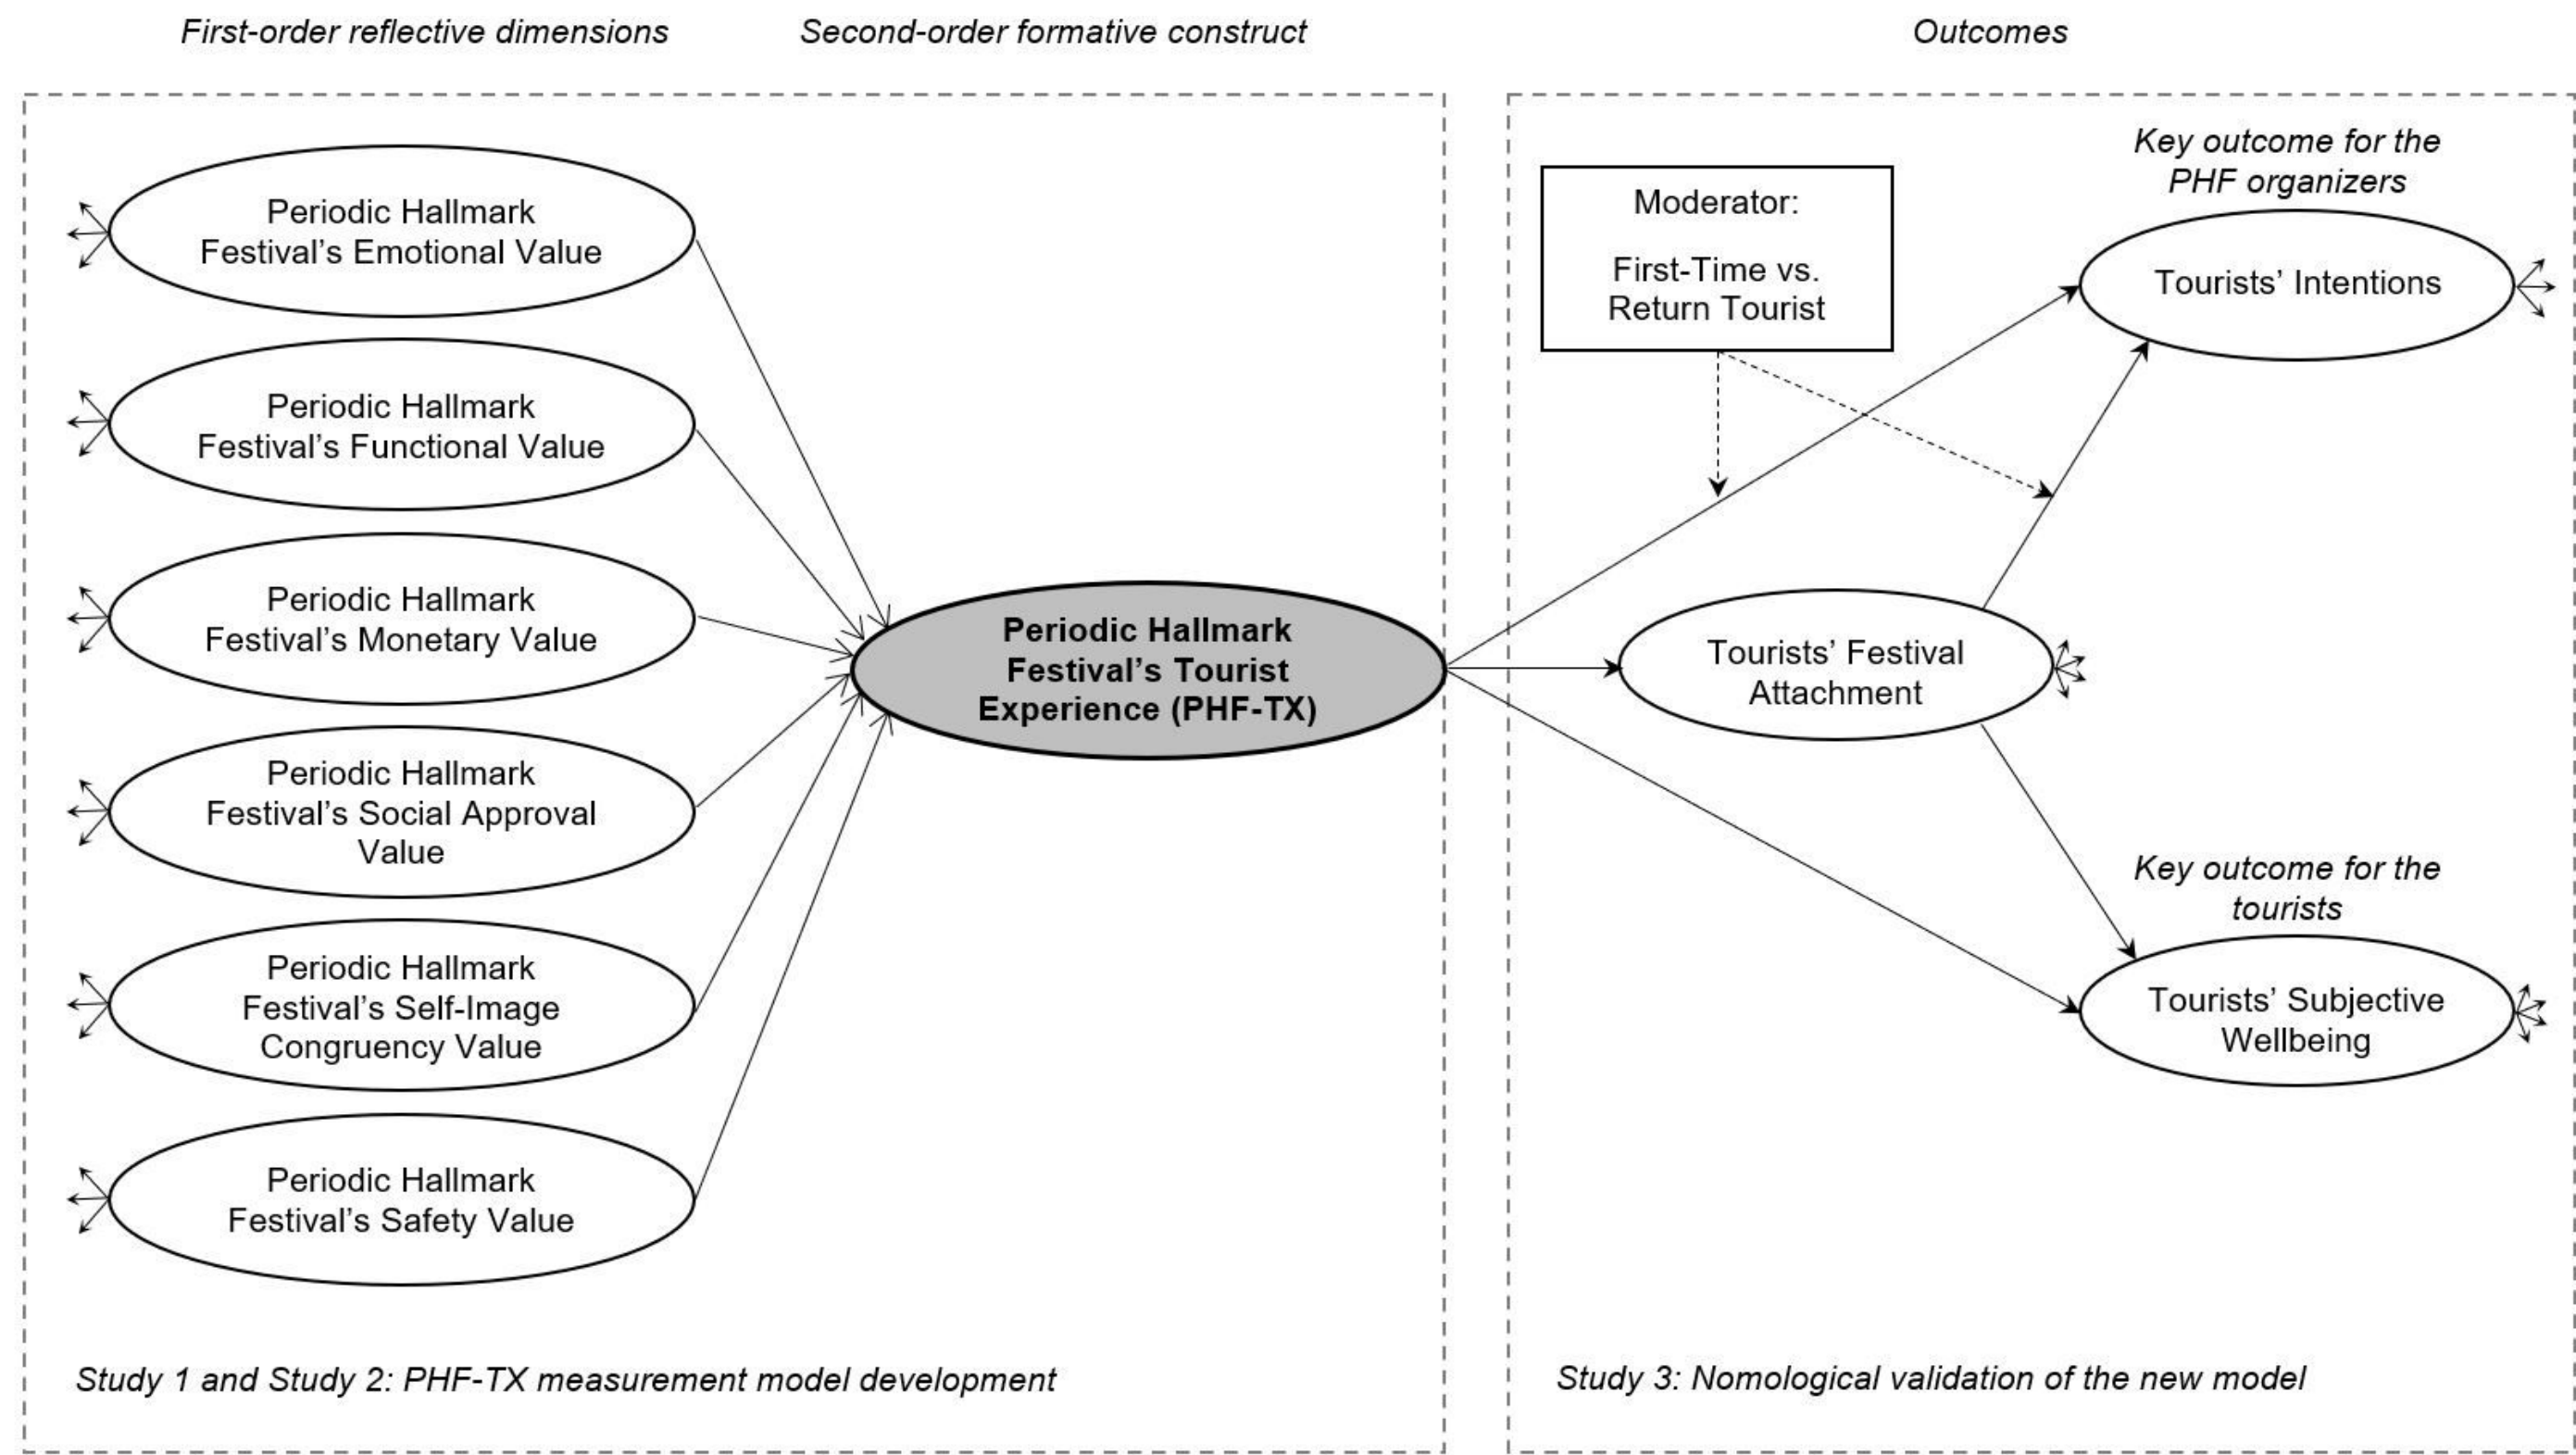 First-order reflective dimensions
Second-order formative construct
Outcomes
Periodic Hallmark
Festival’s Emotional Value
Periodic Hallmark
Festival’s Functional Value
Periodic Hallmark
Festival’s Monetary Value
Periodic Hallmark
Festival’s Social Approval
Value
Periodic Hallmark
Festival’s Self-Image
Congruency Value
Periodic Hallmark
Festival’s Safety Value
Periodic Hallmark
Festival’s Tourist
Experience (PHF-TX)
Study 1 and Study 2: PHF-TX measurement model development
Moderator:
First-Time vs.
Return Tourist
Key outcome for the
PHF organizers
Tourists’ Intentions
Tourists’ Festival
Attachment
Key outcome for the
tourists
Tourists’ Subjective
Wellbeing
Study 3: Nomological validation of the new model